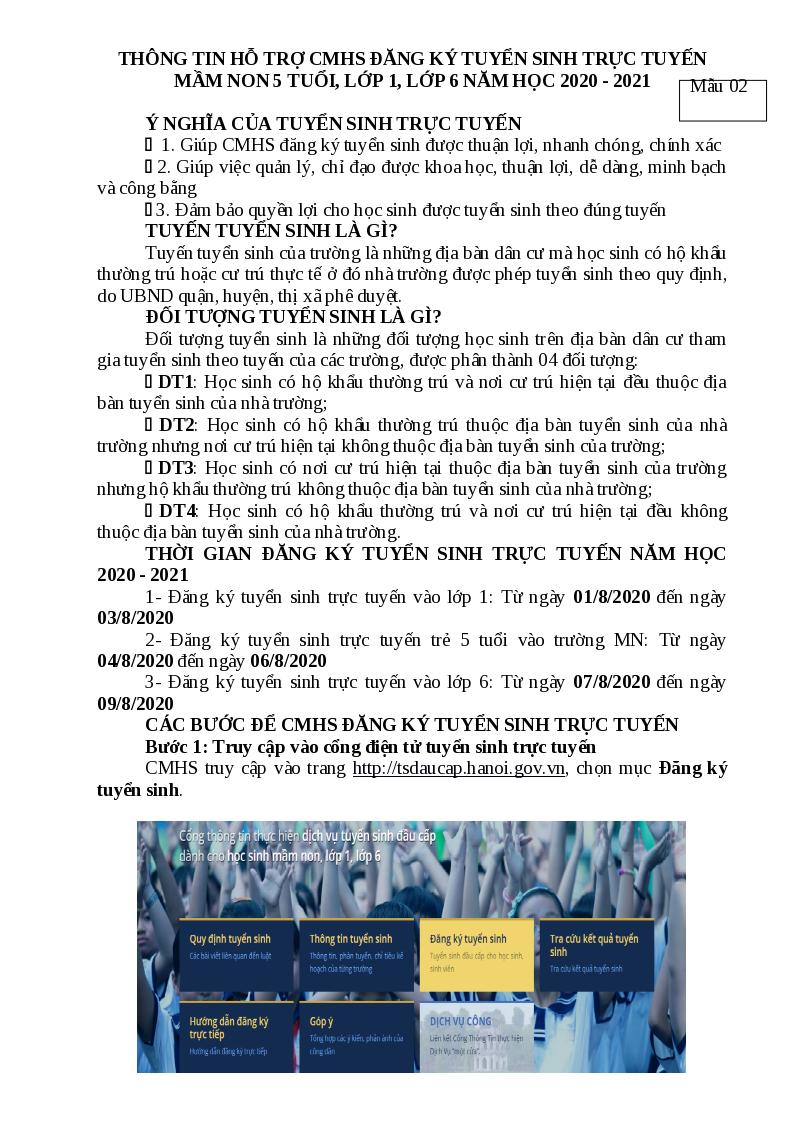 THÔNG TIN HỖ TRỢ CMHS ĐĂNG KÝ TUYỂN SINH TRỰC TUYẾN
MẦM NON 5 TUỔI, LỚP 1, LỚP 6 NĂM HỌC 2020 - 2021
Mẫu 02
Ý NGHĨA CỦA TUYỂN SINH TRỰC TUYẾN
1. Giúp CMHS đăng ký tuyển sinh được thuận lợi, nhanh chóng, chính xác
2. Giúp việc quản lý, chỉ đạo được khoa học, thuận lợi, dễ dàng, minh bạch
và công bằng
3. Đảm bảo quyền lợi cho học sinh được tuyển sinh theo đúng tuyến
TUYẾN TUYỂN SINH LÀ GÌ?
Tuyến tuyển sinh của trường là những địa bàn dân cư mà học sinh có hộ khẩu
thường trú hoặc cư trú thực tế ở đó nhà trường được phép tuyển sinh theo quy định,
do UBND quận, huyện, thị xã phê duyệt.
ĐỐI TƯỢNG TUYỂN SINH LÀ GÌ?
Đối tượng tuyển sinh là những đối tượng học sinh trên địa bàn dân cư tham
gia tuyển sinh theo tuyến của các trường, được phân thành 04 đối tượng:
DT1: Học sinh có hộ khẩu thường trú và nơi cư trú hiện tại đều thuộc địa
bàn tuyển sinh của nhà trường;
DT2: Học sinh có hộ khẩu thường trú thuộc địa bàn tuyển sinh của nhà
trường nhưng nơi cư trú hiện tại không thuộc địa bàn tuyển sinh của trường;
DT3: Học sinh có nơi cư trú hiện tại thuộc địa bàn tuyển sinh của trường
nhưng hộ khẩu thường trú không thuộc địa bàn tuyển sinh của nhà trường;
DT4: Học sinh có hộ khẩu thường trú và nơi cư trú hiện tại đều không
thuộc địa bàn tuyển sinh của nhà trường.
THỜI GIAN ĐĂNG KÝ TUYỂN SINH TRỰC TUYẾN NĂM HỌC
2020 - 2021
1- Đăng ký tuyển sinh trực tuyến vào lớp 1: Từ ngày 01/8/2020 đến ngày
03/8/2020
2- Đăng ký tuyển sinh trực tuyến trẻ 5 tuổi vào trường MN: Từ ngày
04/8/2020 đến ngày 06/8/2020
3- Đăng ký tuyển sinh trực tuyến vào lớp 6: Từ ngày 07/8/2020 đến ngày
09/8/2020
CÁC BƯỚC ĐỂ CMHS ĐĂNG KÝ TUYỂN SINH TRỰC TUYẾN
Bước 1: Truy cập vào cổng điện tử tuyển sinh trực tuyến
CMHS truy cập vào trang http://tsdaucap.hanoi.gov.vn, chọn mục Đăng ký
tuyển sinh.
Cổng thông tin thực hiện dịch vụ tuyển sinh đầu cấp
dành cho học sinh mầm non, lớp 1, lớp 6
Quy định tuyển sinh
Các bài viết liên quan đến luật
Thông tin tuyển sinh
Thông tin, phân tuyến, chỉ tiêu kế
hoạch của từng trường
Đăng ký tuyển sinh
Tuyển sinh đầu cấp cho học sinh,
sinh viên
Tra cứu kết quả tuyển
sinh
Tra cứu kết quả tuyển sinh
Hướng dẫn đăng ký
trực tiếp
Hướng dẫn đăng ký trực tiếp
Góp ý
Tổng hợp các ý kiến, phản ánh của
công dân
DỊCH VỤ CÔNG
Liên kết Cổng Thông Tin thực hiện
Dịch Vụ "một cửa".